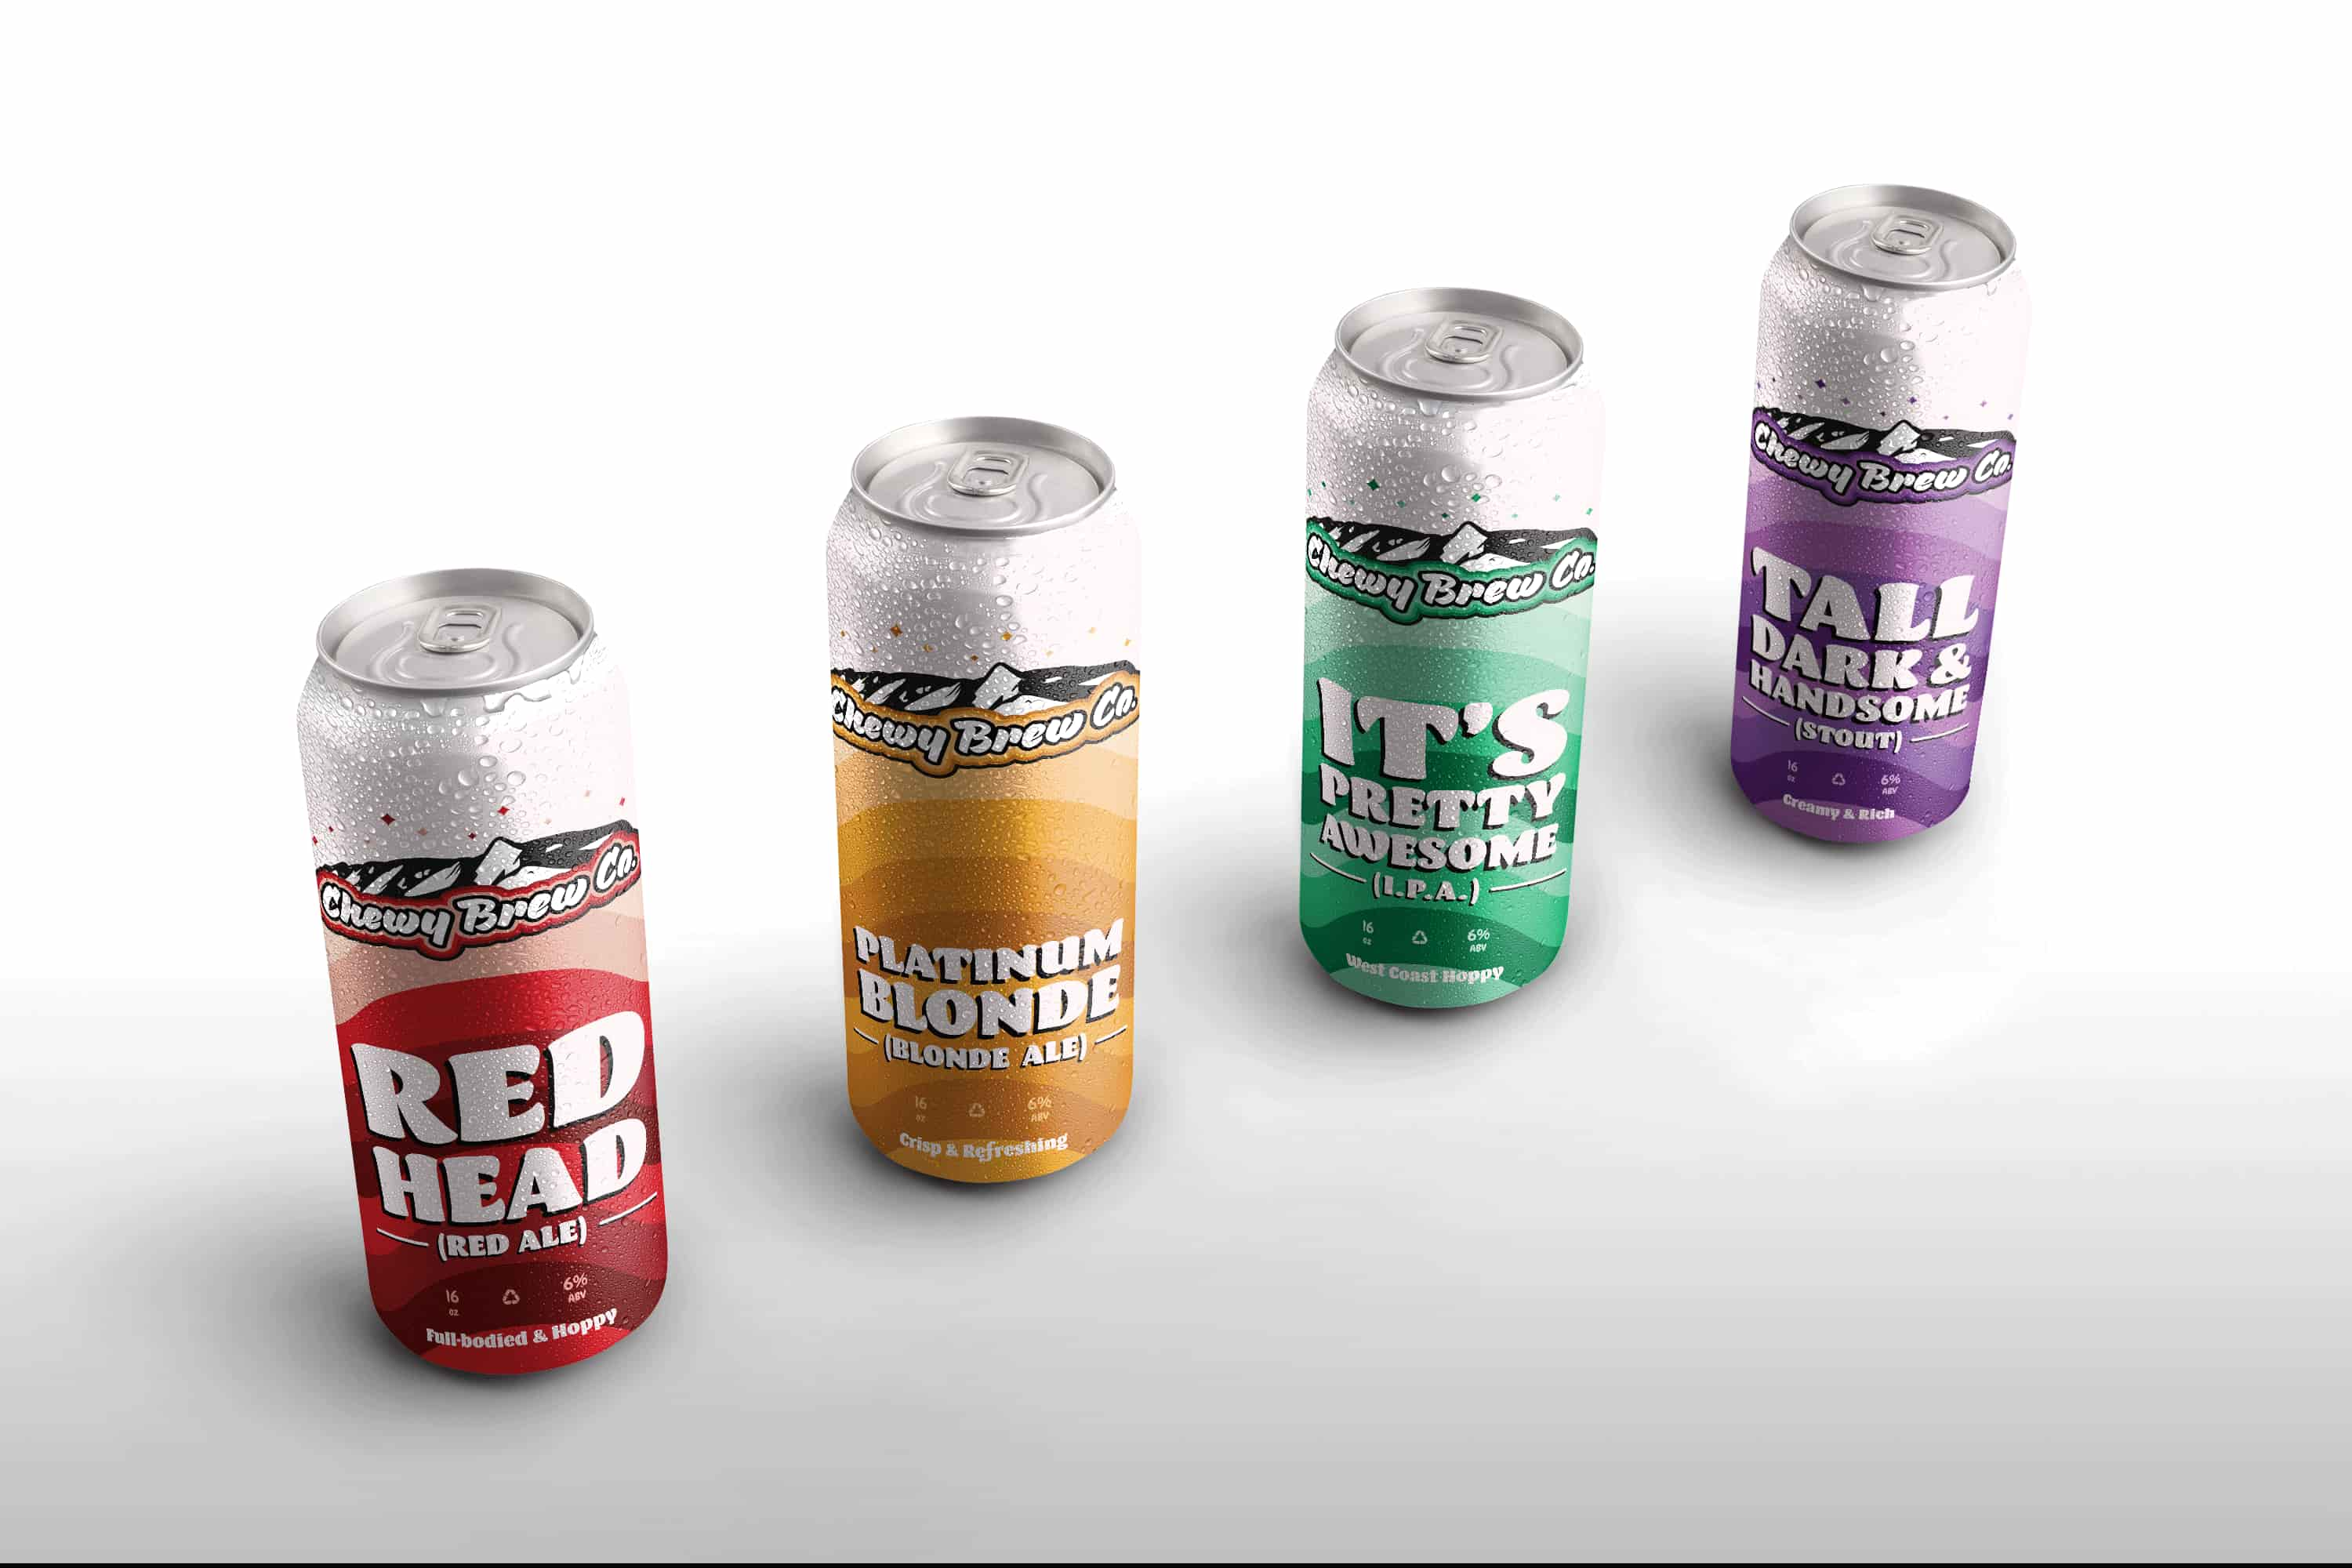 Chewy Brew Co.
RED
HEAD
(RED ALE)
16
oz
6%
ABV
Full-bodied & Hoppy
Chewy Brew Co.
PLATINUM
BLONDE
(BLONDE ALE)
16
oz
6%
ABV
Crisp & Refreshing
Chewy Brew Co.
IT'S
PRETTY
AWESOME
(I.P.A.)
16
oz
6%
ABV
West Coast Hoppy
Chewy Brew Co.
TALL
DARK &
HANDSOME
(STOUT)
16
oz
6%
ABV
Creamy & Rich